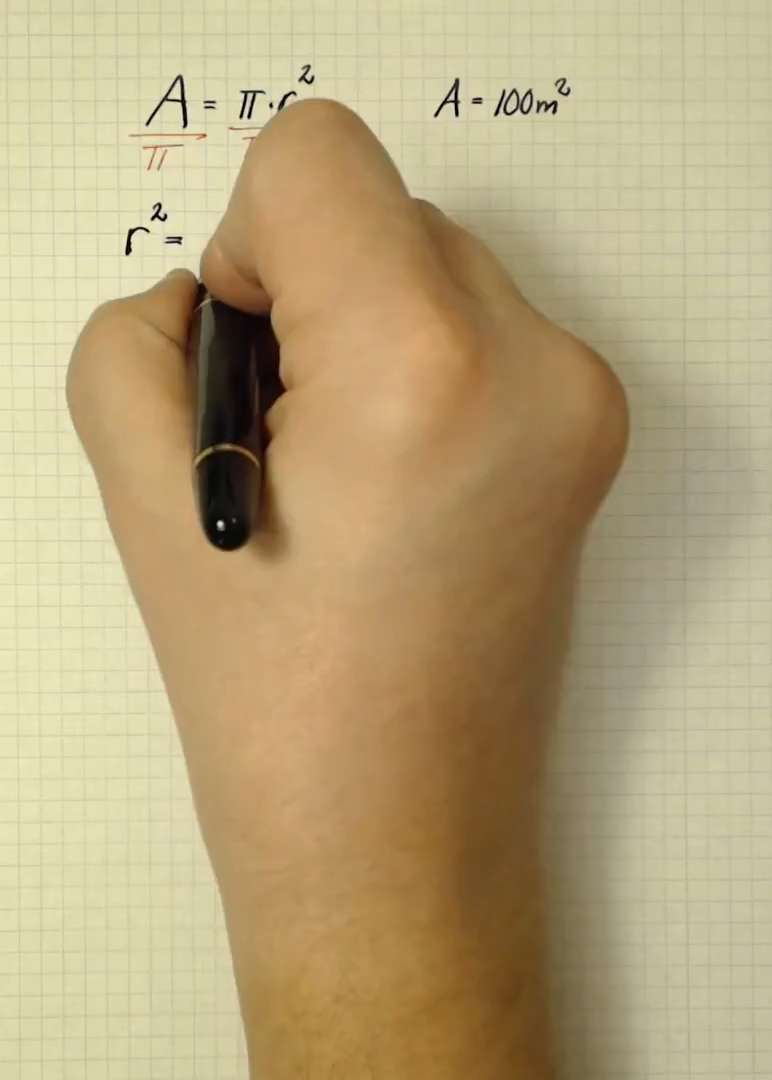 A = π·r² A = 100m²
π
r² =